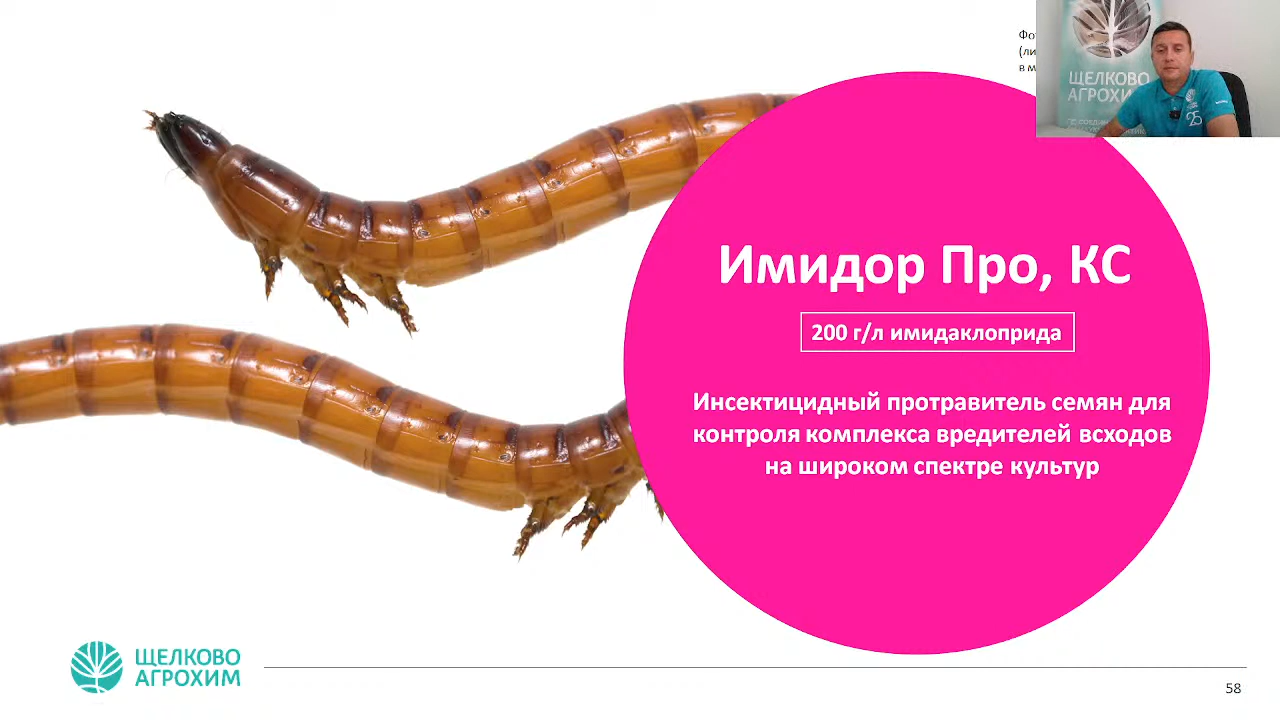 Имидор Про, КС
200 г/л имидаклоприда
Инсектицидный протравитель семян для
контроля комплекса вредителей всходов
на широком спектре культур
ЩЕЛКОВО
АГРОХИМ
25
ЩЕЛКОВО
АГРОХИМ
58